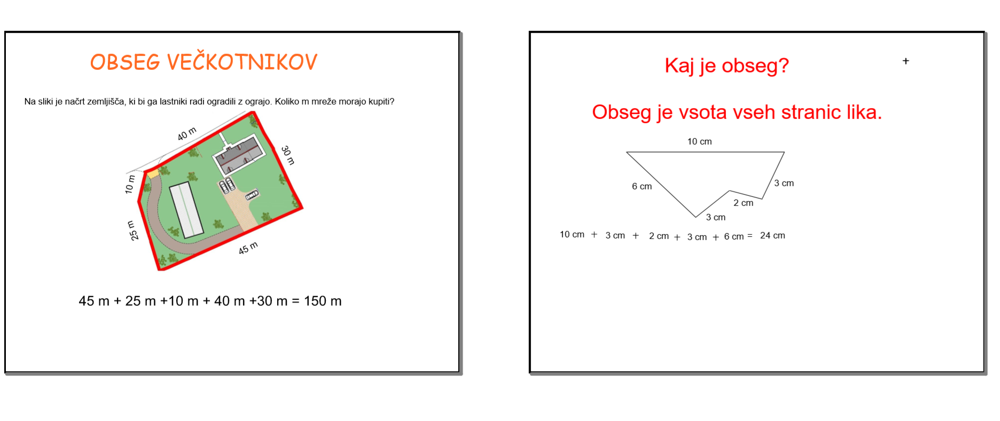 OBSEG VEČKOTNIKOV
Na sliki je načrt zemljišča, ki bi ga lastniki radi ogradili z ograjo. Koliko m mreže morajo kupiti?
40 m
30 m
10 m
25 m
45 m
45 m + 25 m +10 m + 40 m +30 m = 150 m
Kaj je obseg?
+
Obseg je vsota vseh stranic lika.
10 cm
6 cm
3 cm
2 cm
3 cm
10 cm + 3 cm + 2 cm + 3 cm + 6 cm = 24 cm